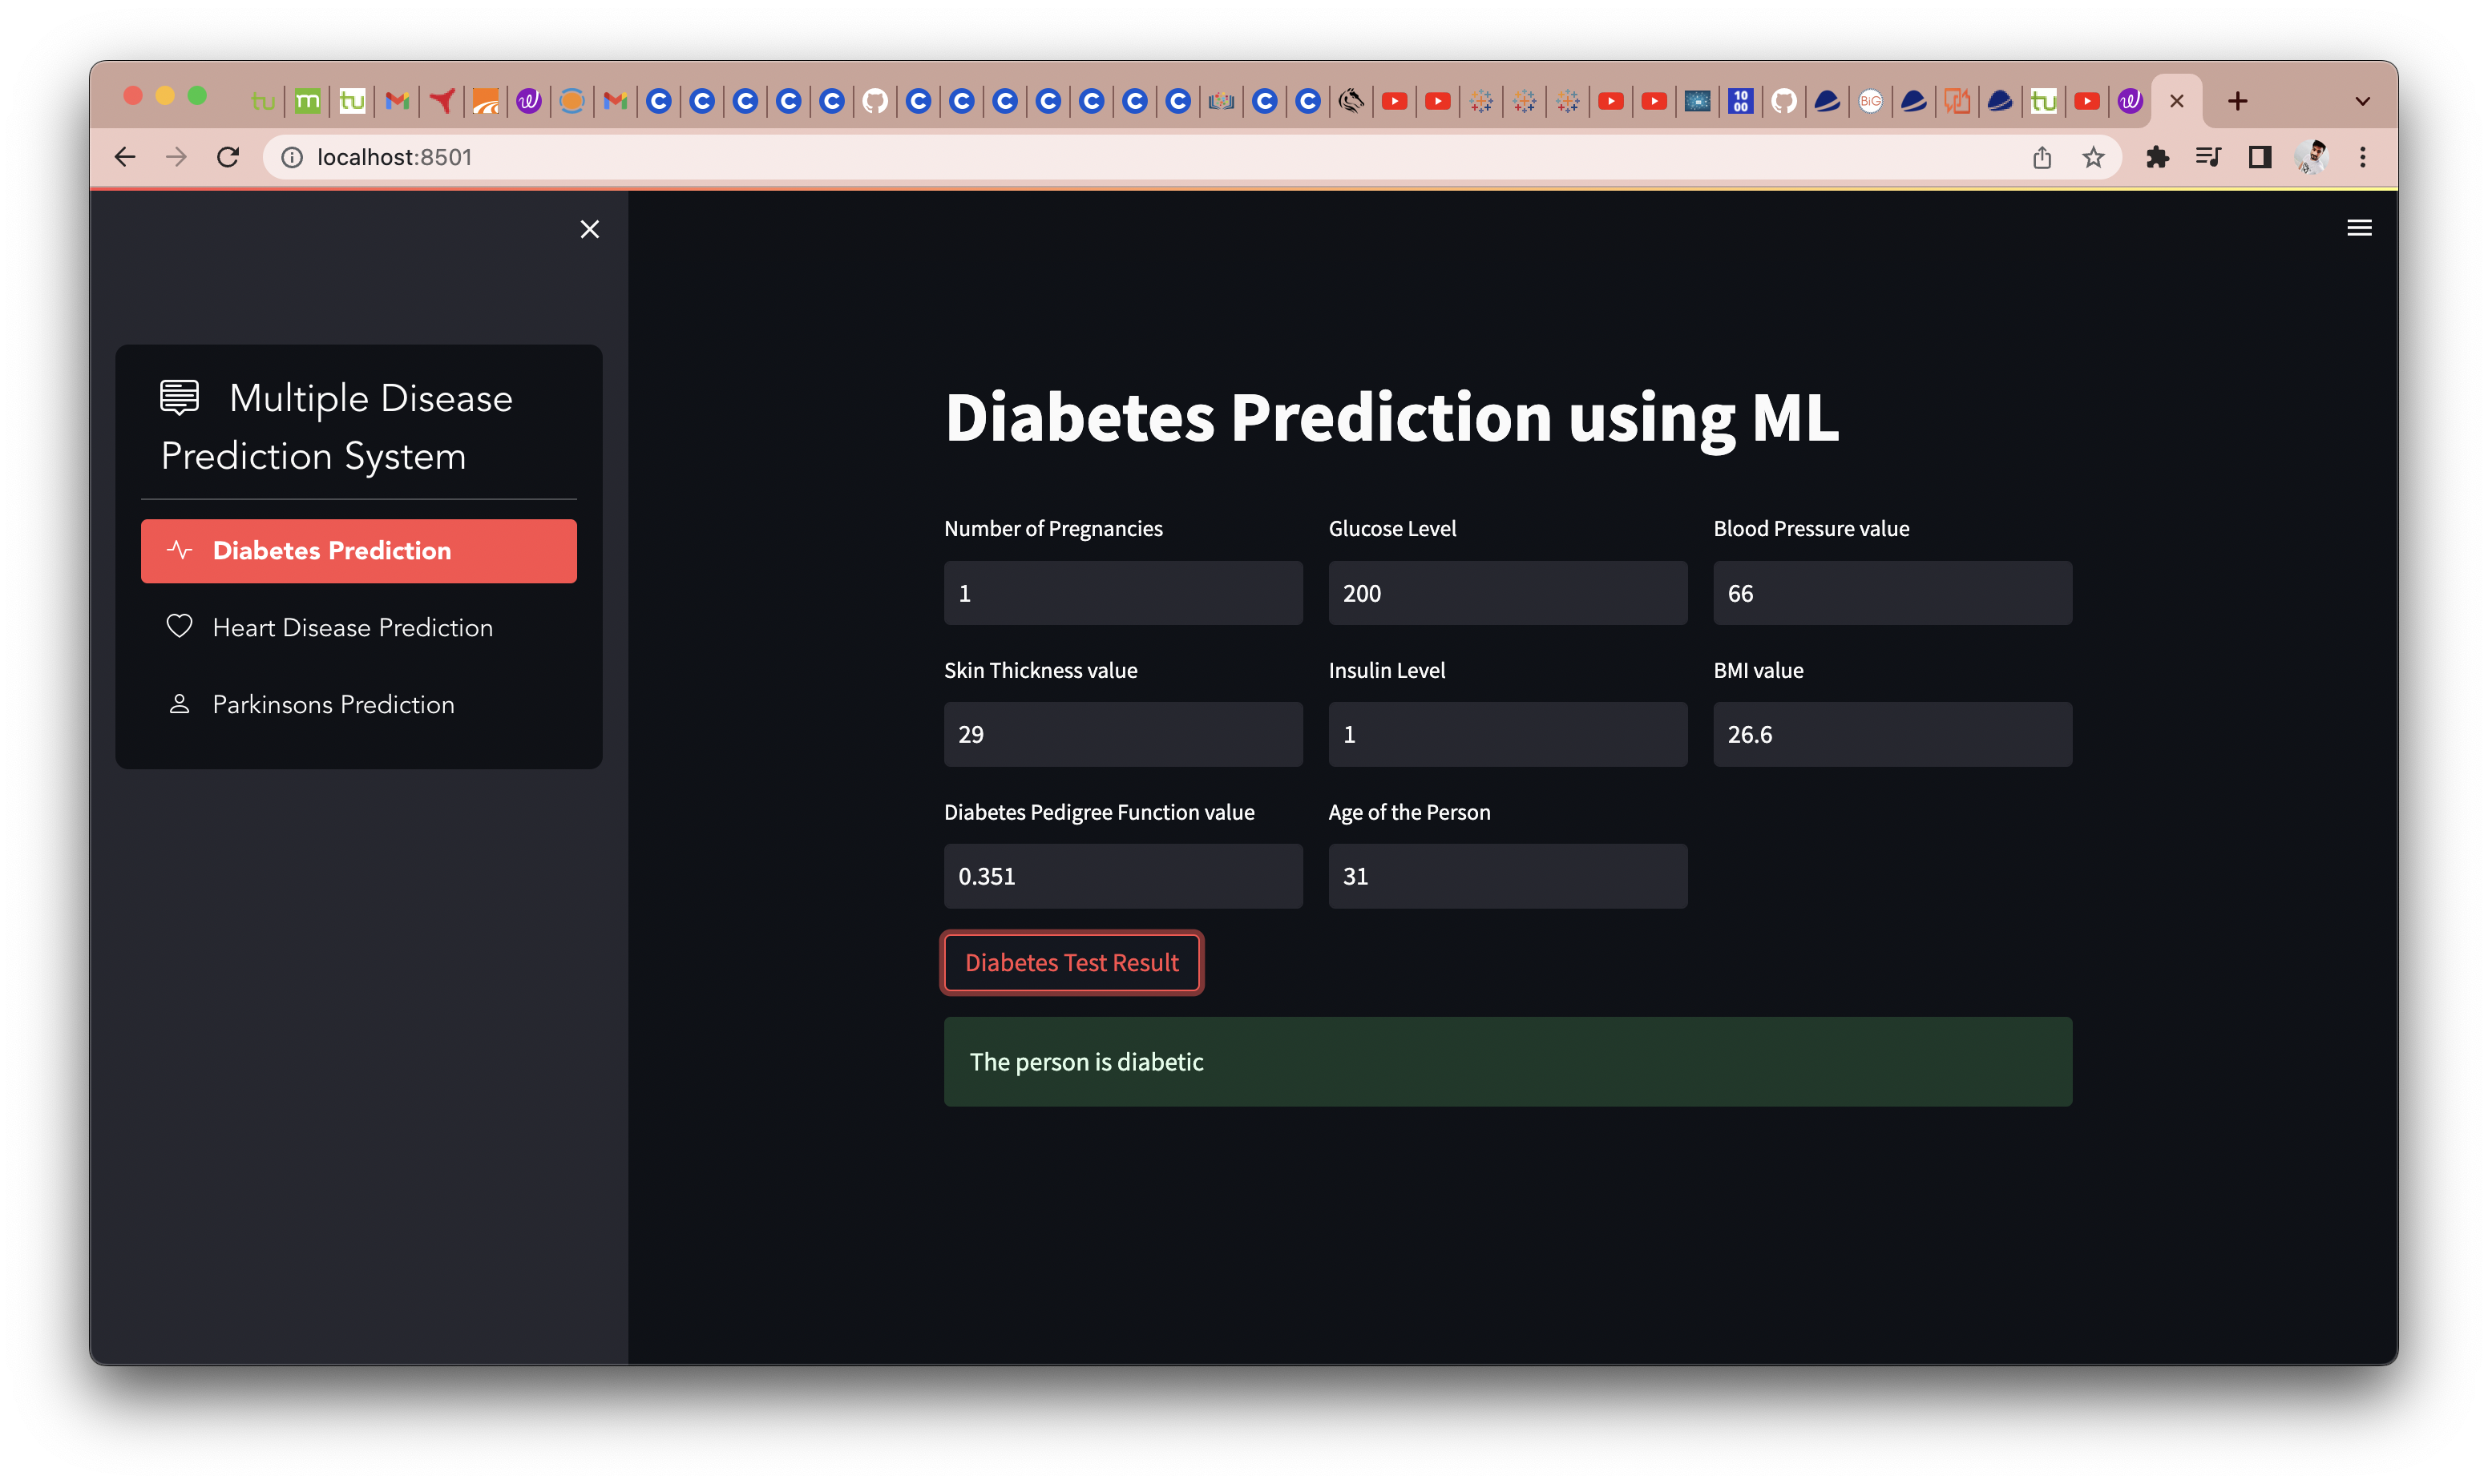 localhost:8501
Multiple Disease
Prediction System
Diabetes Prediction
Heart Disease Prediction
Parkinsons Prediction
Diabetes Prediction using ML
Number of Pregnancies
Glucose Level
Blood Pressure value
1
200
66
Skin Thickness value
Insulin Level
BMI value
29
1
26.6
Diabetes Pedigree Function value
Age of the Person
0.351
31
Diabetes Test Result
The person is diabetic